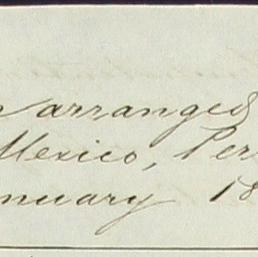 arranged
Mexico, Per
nuary 18